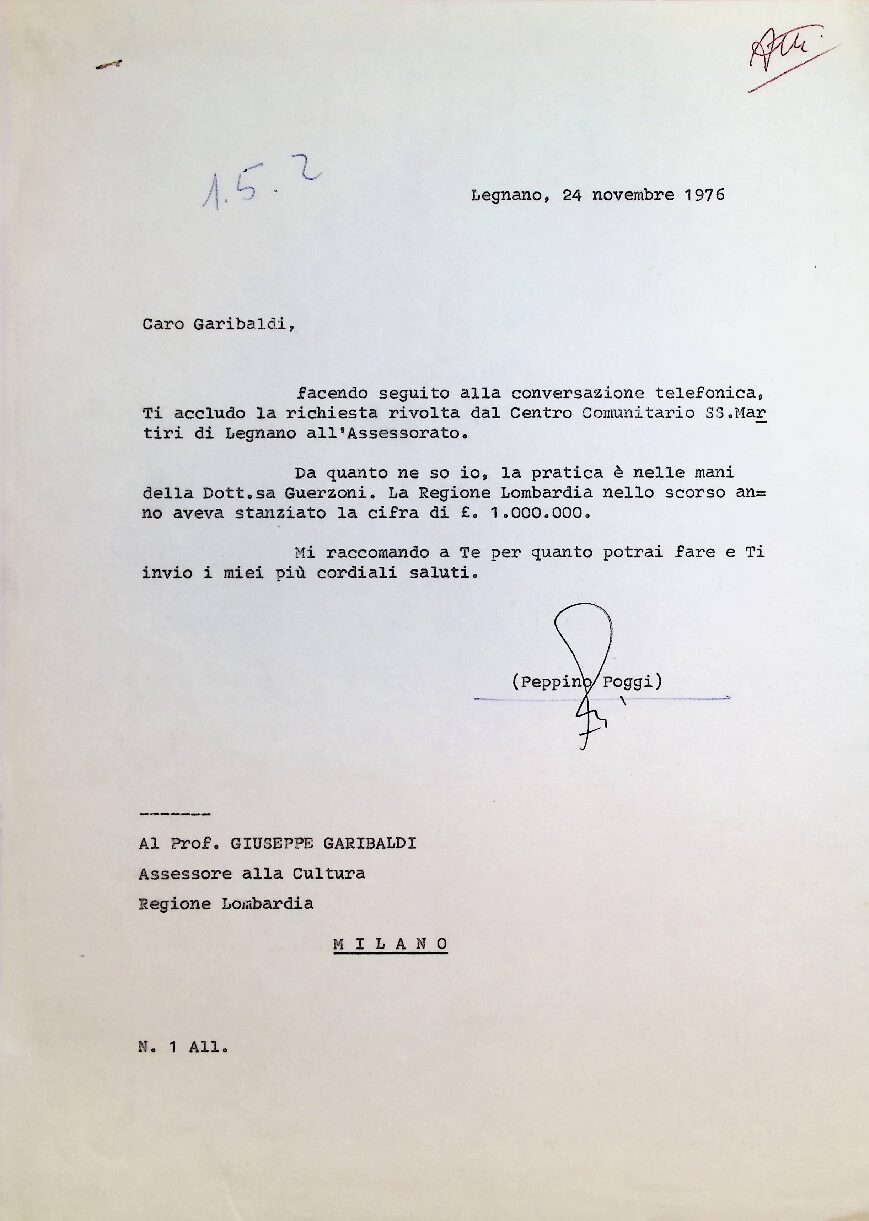 Atti
1.5.2
Legnano, 24 novembre 1976
Caro Garibaldi,
facendo seguito alla conversazione telefonica,
Ti accludo la richiesta rivolta dal Centro Comunitario SS.Mar
tiri di Legnano all'Assessorato.
Da quanto ne so io, la pratica è nelle mani
della Dott.sa Guerzoni. La Regione Lombardia nello scorso an=
no aveva stanziato la cifra di £. 1.000.000.
Mi raccomando a Te per quanto potrai fare e Ti
invio i miei più cordiali saluti.
(Peppino Poggi)
-------
Al Prof. GIUSEPPE GARIBALDI
Assessore alla Cultura
Regione Lombardia
M I L A N O
N. 1 All.